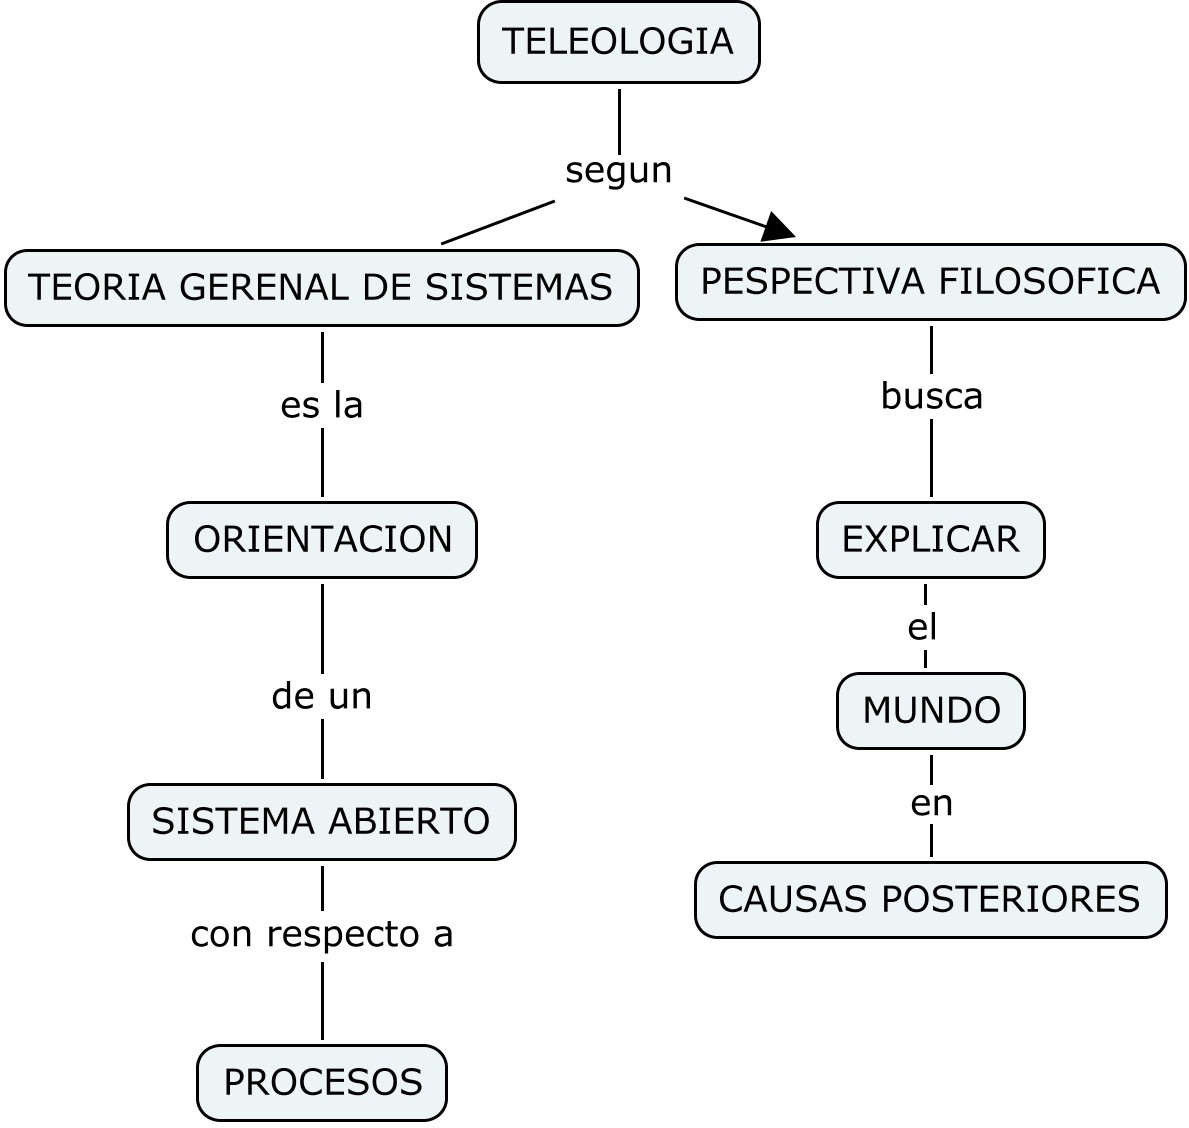 TELEOLOGIA
segun
TEORIA GERENAL DE SISTEMAS
PESPECTIVA FILOSOFICA
es la
busca
ORIENTACION
EXPLICAR
el
de un
MUNDO
en
SISTEMA ABIERTO
CAUSAS POSTERIORES
con respecto a
PROCESOS